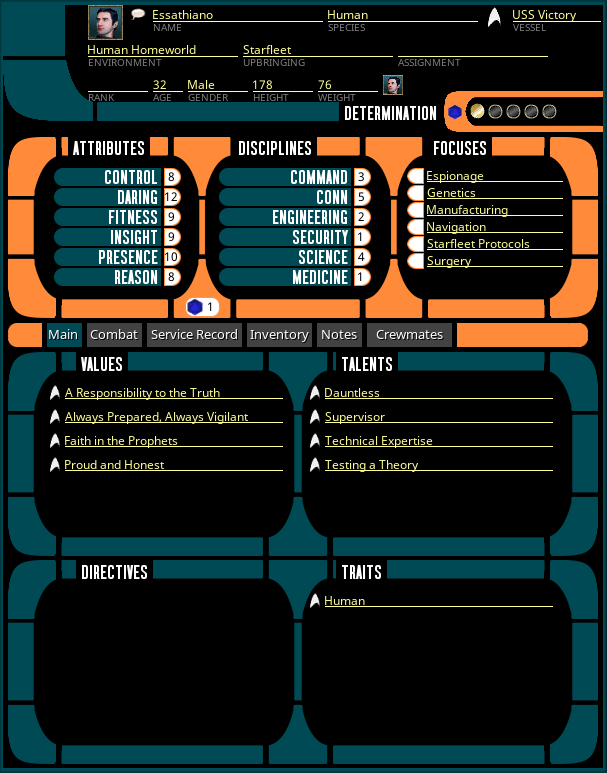 Essathiano Human USS Victory
NAME SPECIES VESSEL
Human Homeworld Starfleet
ENVIRONMENT UPBRINGING ASSIGNMENT
32 Male 178 76
RANK AGE GENDER HEIGHT WEIGHT
DETERMINATION
ATTRIBUTES DISCIPLINES FOCUSES
CONTROL 8 COMMAND 3 Espionage
DARING 12 CONN 5 Genetics
FITNESS 9 ENGINEERING 2 Manufacturing
INSIGHT 9 SECURITY 1 Navigation
PRESENCE 10 SCIENCE 4 Starfleet Protocols
REASON 8 MEDICINE 1 Surgery
1
Main Combat Service Record Inventory Notes Crewmates
VALUES TALENTS
A Responsibility to the Truth Dauntless
Always Prepared, Always Vigilant Supervisor
Faith in the Prophets Technical Expertise
Proud and Honest Testing a Theory
DIRECTIVES TRAITS
Human